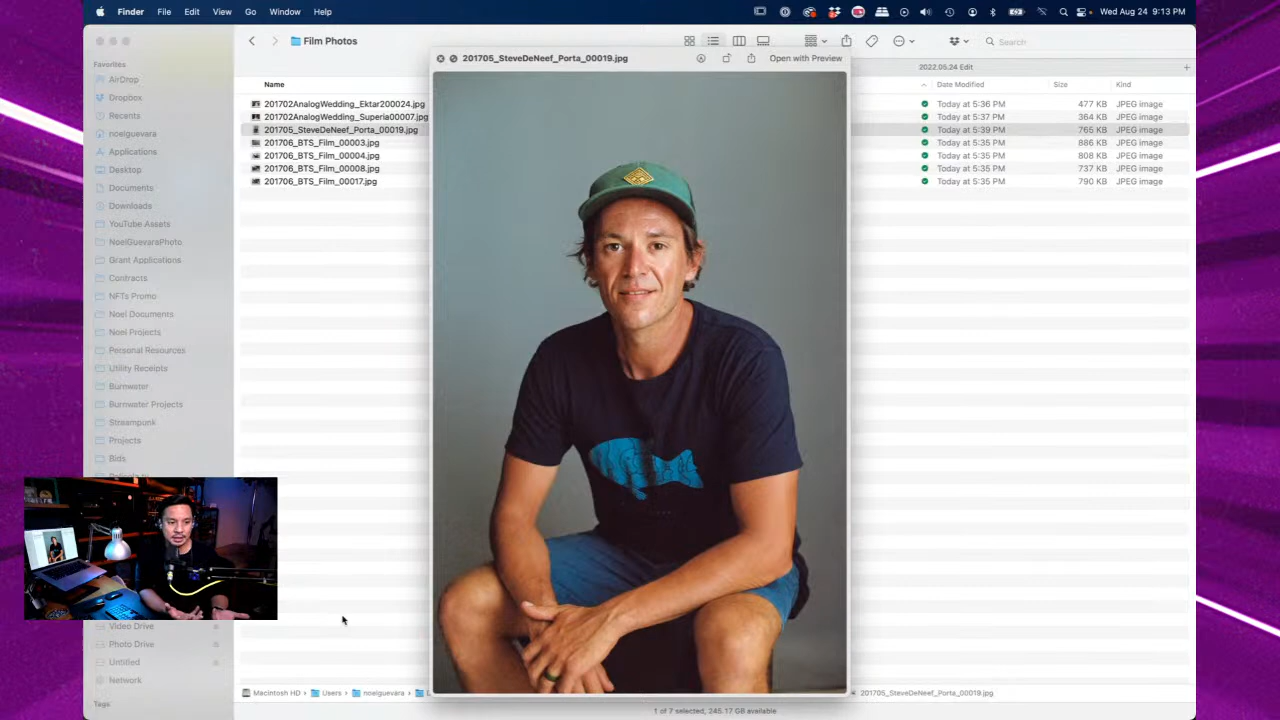 Finder File Edit View Go Window Help Wed Aug 24 9:13 PM
Film Photos
Search
201705_SteveDeNeef_Porta_00019.jpg Open with Preview
2022.05.24 Edit
Name Date Modified Size Kind
201702AnalogWedding_Ektar200024.jpg Today at 5:36 PM 477 KB JPEG image
201702AnalogWedding_Superia00007.jpg Today at 5:37 PM 364 KB JPEG image
201705_SteveDeNeef_Porta_00019.jpg Today at 5:39 PM 765 KB JPEG image
201706_BTS_Film_00003.jpg Today at 5:35 PM 886 KB JPEG image
201706_BTS_Film_00004.jpg Today at 5:35 PM 808 KB JPEG image
201706_BTS_Film_00008.jpg Today at 5:35 PM 737 KB JPEG image
201706_BTS_Film_00017.jpg Today at 5:35 PM 790 KB JPEG image
Favorites
AirDrop
Dropbox
Recents
noelguevara
Applications
Desktop
Documents
Downloads
YouTube Assets
NoelGuevaraPhoto
Grant Applications
Contracts
NFTs Promo
Noel Documents
Noel Projects
Personal Resources
Utility Receipts
Burnwater
Burnwater Projects
Streampunk
Projects
Bids
Video Drive
Photo Drive
Untitled
Network
Tags
Macintosh HD Users noelguevara 201705_SteveDeNeef_Porta_00019.jpg
1 of 7 selected, 245.17 GB available